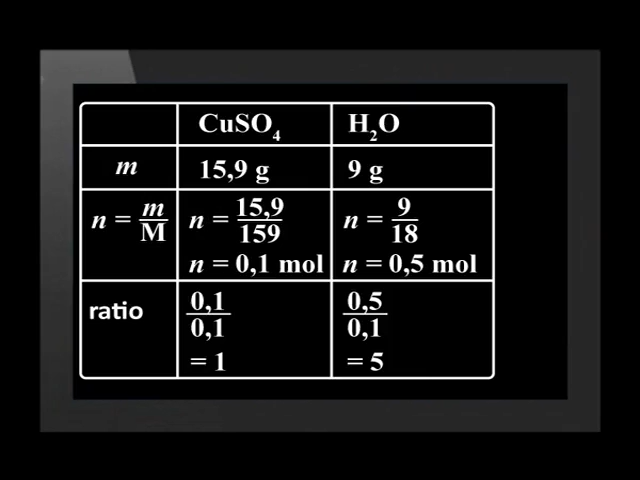 CuSO₄ H₂O
m 15,9 g 9 g
n = m/M n = 15,9/159 n = 9/18
n = 0,1 mol n = 0,5 mol
ratio 0,1/0,1 0,5/0,1
= 1 = 5